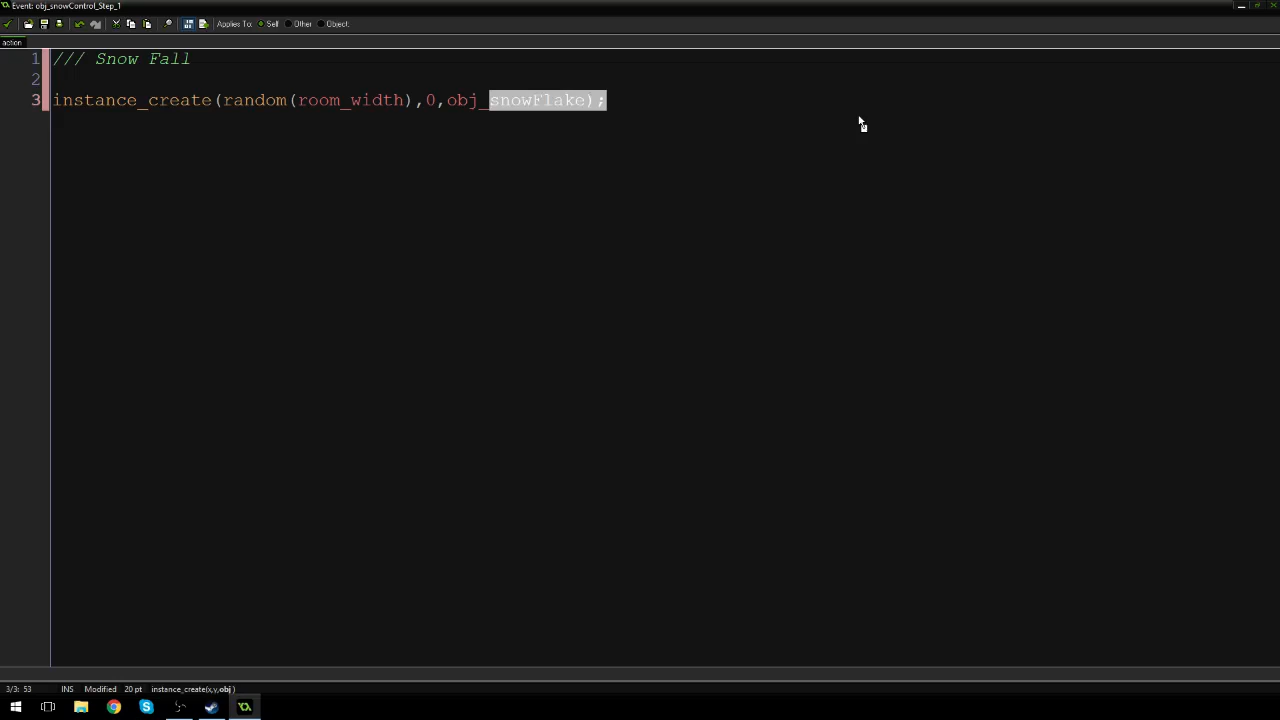 Event: obj_snowControl_Step_1
Applies To: Self Other Object:
action
1 /// Snow Fall
2
3 instance_create(random(room_width),0,obj_snowFlake);
3/3: 53 INS Modified 20 pt instance_create(x,y,obj )